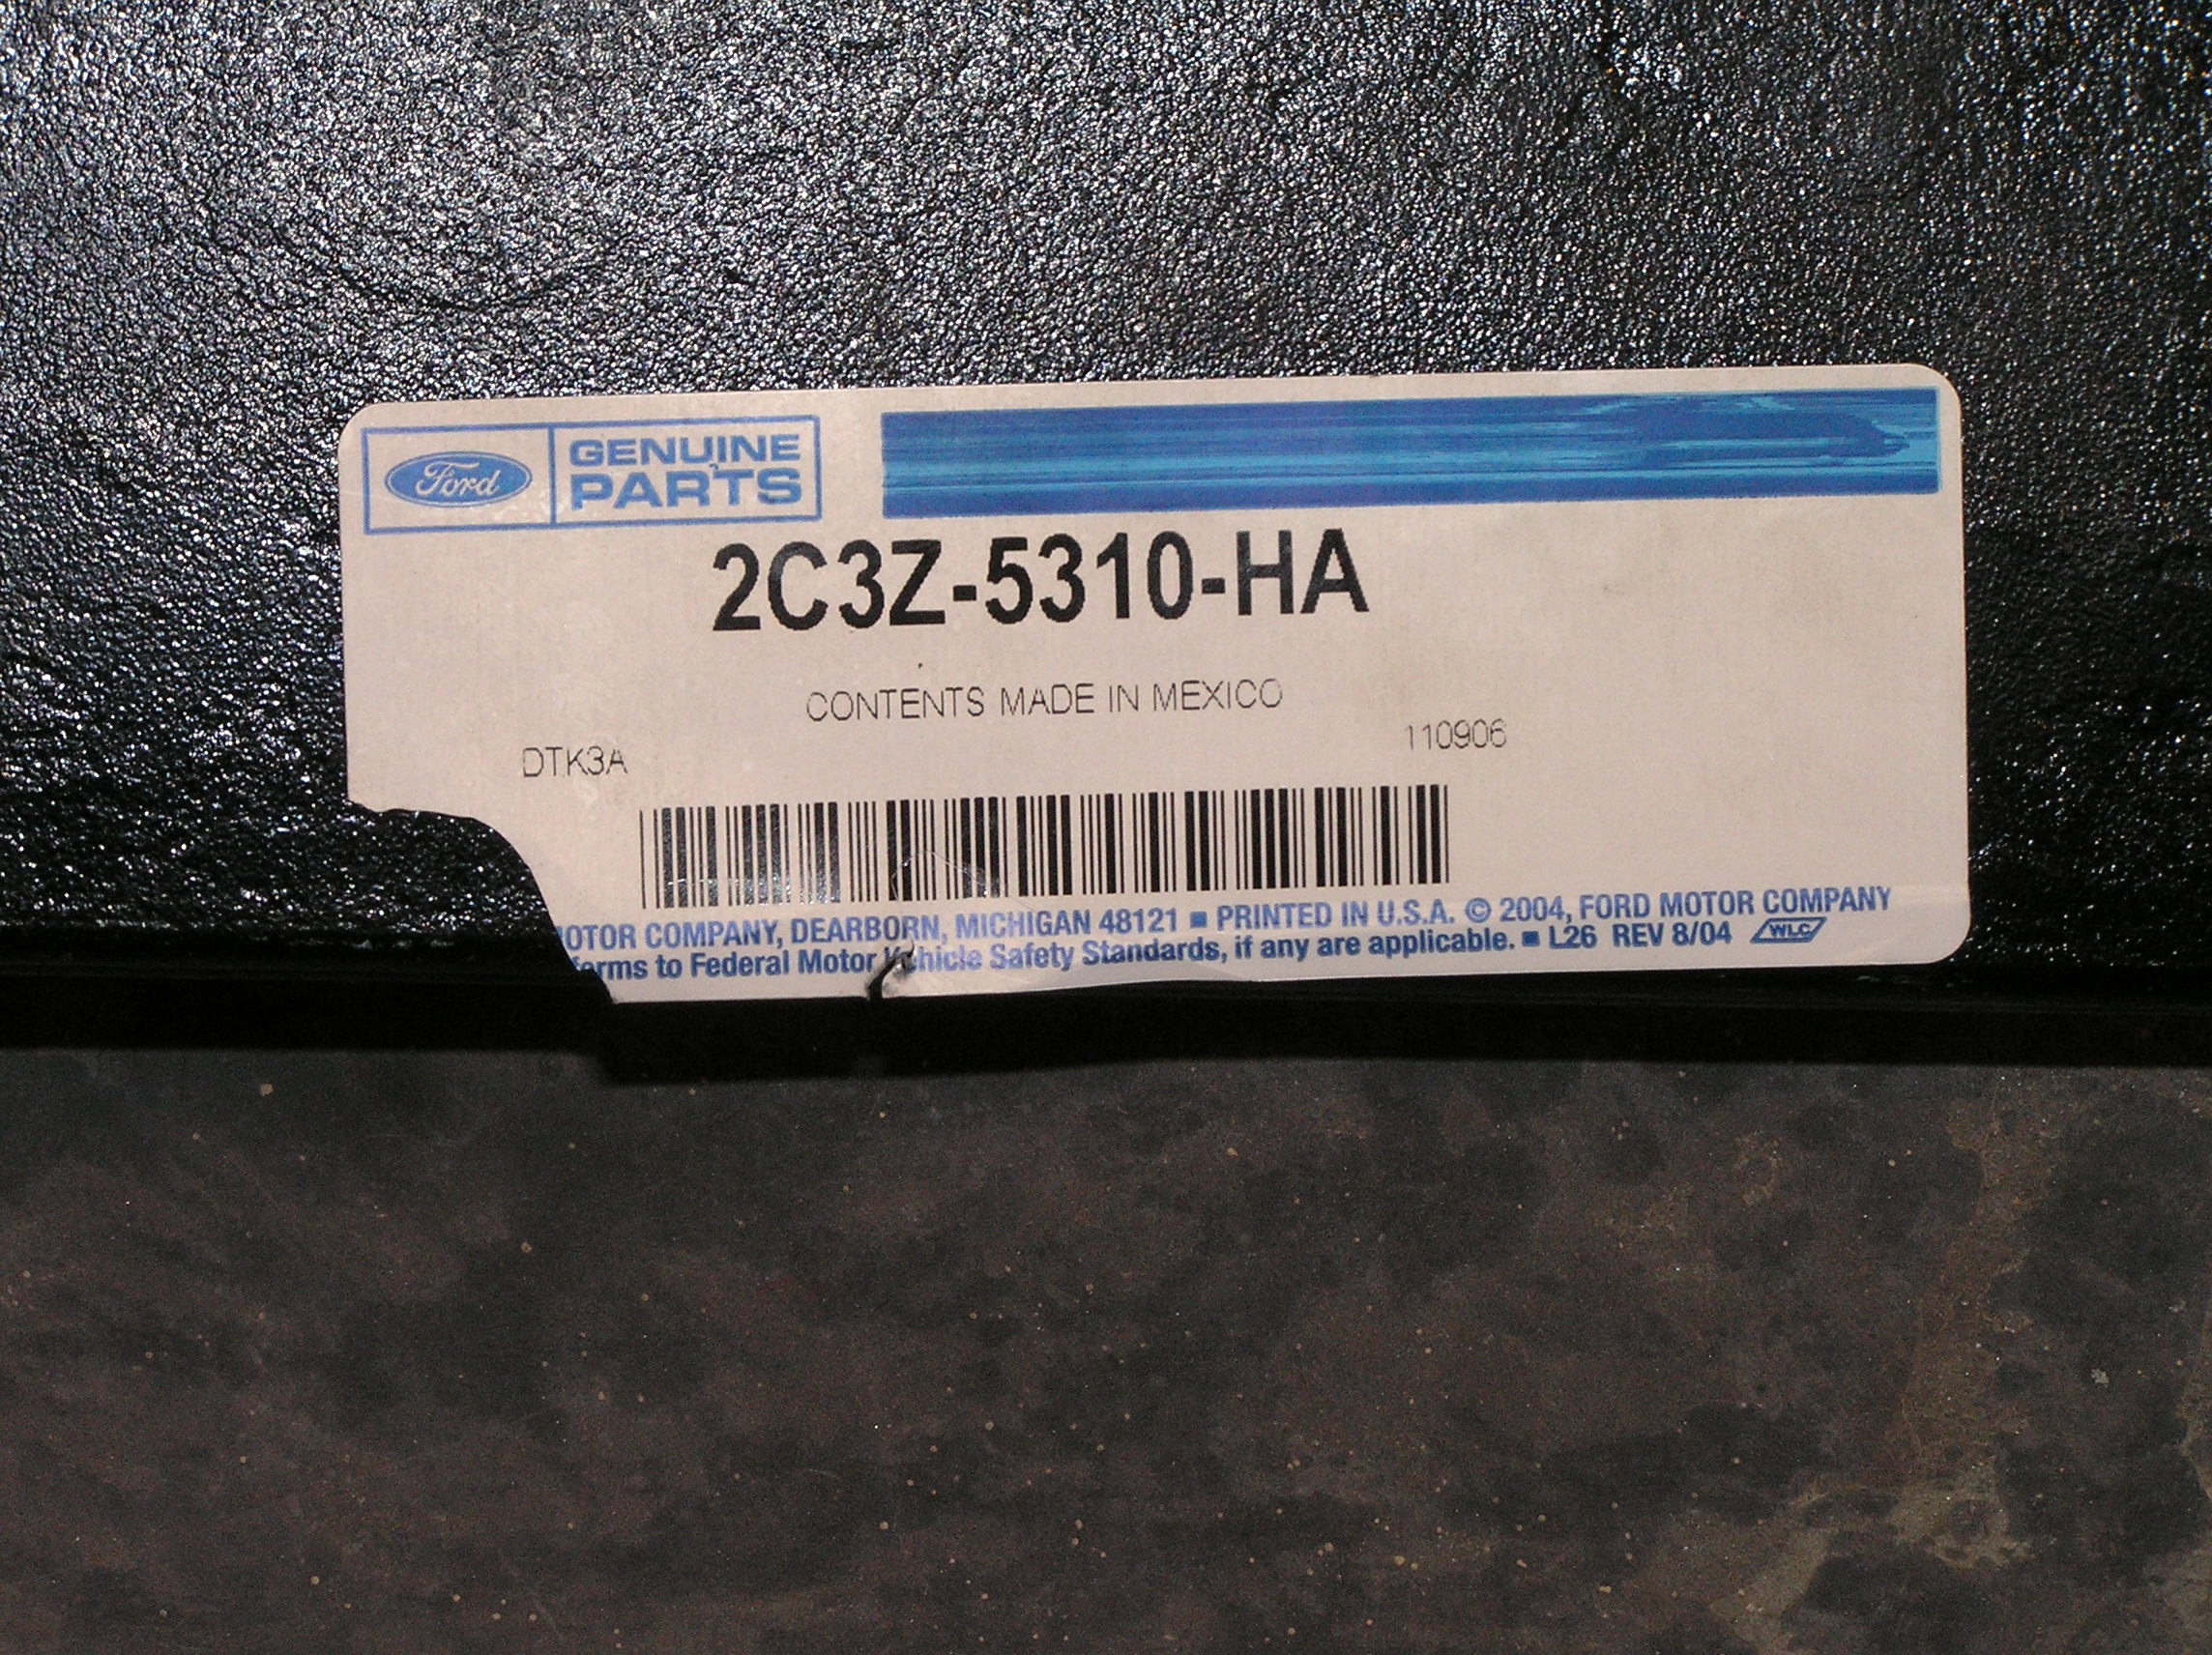 Ford GENUINE PARTS
2C3Z-5310-HA
CONTENTS MADE IN MEXICO
DTK3A 110906
MOTOR COMPANY, DEARBORN, MICHIGAN 48121 ■ PRINTED IN U.S.A. © 2004, FORD MOTOR COMPANY
forms to Federal Motor Vehicle Safety Standards, if any are applicable. ■ L26 REV 8/04 WLC